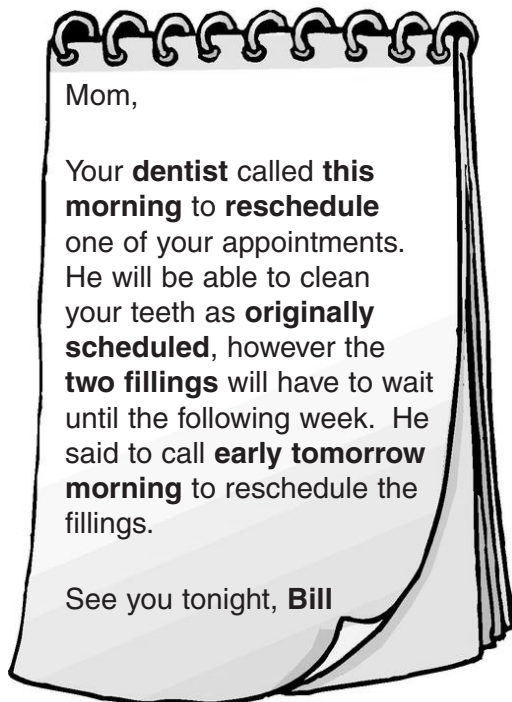 Mom,
Your dentist called this
morning to reschedule
one of your appointments.
He will be able to clean
your teeth as originally
scheduled, however the
two fillings will have to wait
until the following week.  He
said to call early tomorrow
morning to reschedule the
fillings.
See you tonight, Bill